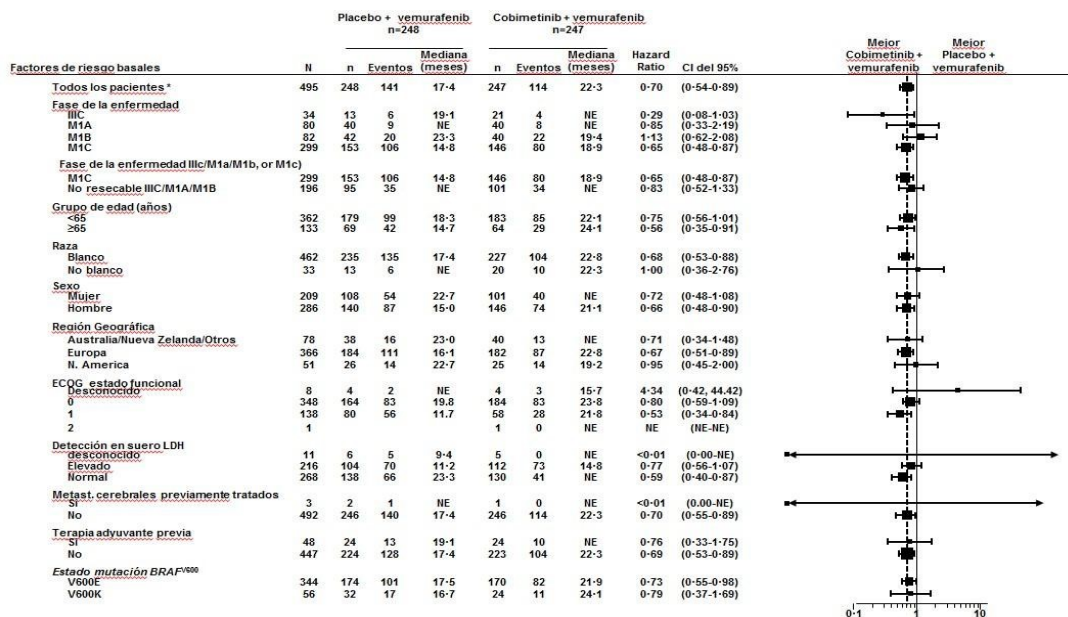 Placebo + vemurafenib Cobimetinib + vemurafenib
n=248 n=247
Mejor Cobimetinib + vemurafenib Mejor Placebo + vemurafenib
Factores de riesgo basales N n Eventos Mediana (meses) n Eventos Mediana (meses) Hazard Ratio CI del 95%
Todos los pacientes * 495 248 141 17·4 247 114 22·3 0·70 (0·54-0·89)
Fase de la enfermedad
IIIC 34 13 6 19·1 21 4 NE 0·29 (0·08-1·03)
M1A 80 40 9 NE 40 8 NE 0·85 (0·33-2·19)
M1B 82 42 20 23·3 40 22 19·4 1·13 (0·62-2·08)
M1C 299 153 106 14·8 146 80 18·9 0·65 (0·48-0·87)
Fase de la enfermedad IIIc/M1a/M1b, or M1c)
M1C 299 153 106 14·8 146 80 18·9 0·65 (0·48-0·87)
No resecable IIIC/M1A/M1B 196 95 35 NE 101 34 NE 0·83 (0·52-1·33)
Grupo de edad (años)
<65 362 179 99 18·3 183 85 22·1 0·75 (0·56-1·01)
≥65 133 69 42 14·7 64 29 24·1 0·56 (0·35-0·91)
Raza
Blanco 462 235 135 17·4 227 104 22·8 0·68 (0·53-0·88)
No blanco 33 13 6 NE 20 10 22·3 1·00 (0·36-2·76)
Sexo
Mujer 209 108 54 22·7 101 40 NE 0·72 (0·48-1·08)
Hombre 286 140 87 15·0 146 74 21·1 0·66 (0·48-0·90)
Región Geográfica
Australia/Nueva Zelanda/Otros 78 38 16 23·0 40 13 NE 0·71 (0·34-1·48)
Europa 366 184 111 16·1 182 87 22·8 0·67 (0·51-0·89)
N. America 51 26 14 22·7 25 14 19·2 0·95 (0·45-2·00)
ECOG estado funcional
Desconocido 8 4 2 NE 4 3 15·7 4·34 (0·42, 44.42)
0 348 164 83 19.8 184 83 23·8 0·80 (0·59-1·09)
1 138 80 56 11.7 58 28 21·8 0·53 (0·34-0·84)
2 1 1 0 NE NE (NE-NE)
Detección en suero LDH
desconocido 11 6 5 9·4 5 0 NE <0·01 (0·00-NE)
Elevado 216 104 70 11·2 112 73 14·8 0·77 (0·56-1·07)
Normal 268 138 66 23·3 130 41 NE 0·59 (0·40-0·87)
Metast. cerebrales previamente tratados
Sí 3 2 1 NE 1 0 NE <0·01 (0.00-NE)
No 492 246 140 17·4 246 114 22·3 0·70 (0·55-0·89)
Terapia adyuvante previa
Sí 48 24 13 19·1 24 10 NE 0·76 (0·33-1·75)
No 447 224 128 17·4 223 104 22·3 0·69 (0·53-0·89)
Estado mutación BRAFV600
V600E 344 174 101 17·5 170 82 21·9 0·73 (0·55-0·98)
V600K 56 32 17 16·7 24 11 24·1 0·79 (0·37-1·69)
0·1 1 10